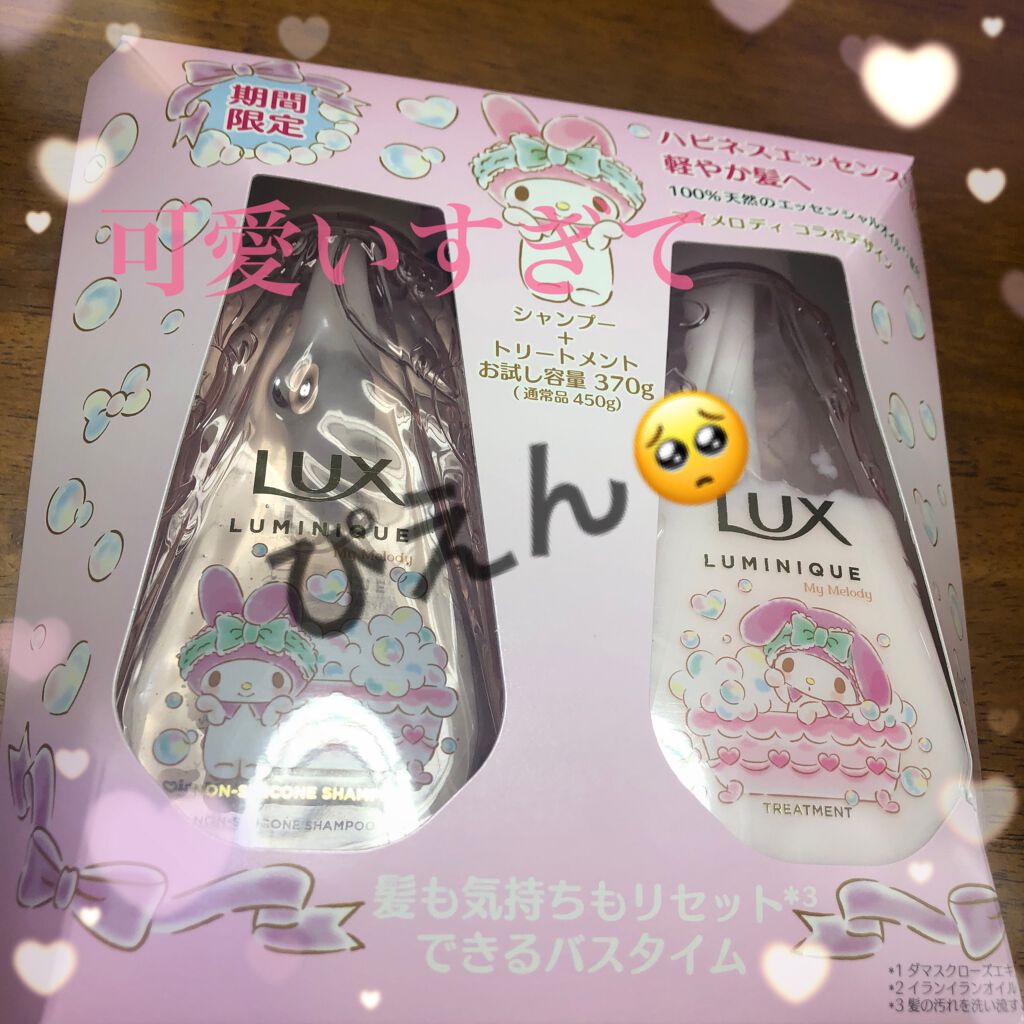 期間
限定
ハピネスエッセンス
軽やか髪へ
100%天然のエッセンシャルオイル
マイメロディ コラボデザイン
可愛いすぎて
シャンプー
+
トリートメント
お試し容量 370g
(通常品 450g)
ぴえん🥺
LUX
LUMINIQUE
My Melody
NON-SILICONE SHAMPOO
LUX
LUMINIQUE
My Melody
TREATMENT
髪も気持ちもリセット*3
できるバスタイム
*1 ダマスクローズエキ
*2 イランイランオイル
*3 髪の汚れを洗い流す